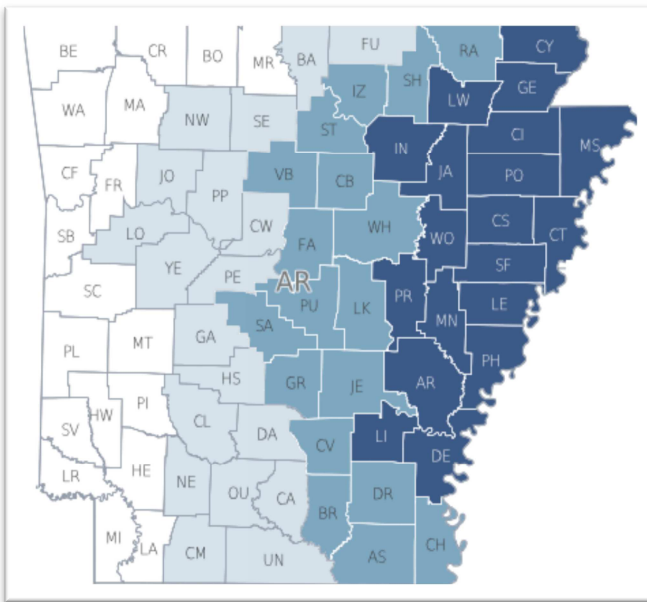 BE
CR
BO
MR
BA
FU
SH
RA
CY
WA
MA
NW
SE
IZ
ST
LW
GE
CI
MS
CF
FR
JO
PP
VB
CB
IN
JA
PO
SB
LO
CW
FA
WH
WO
CS
CT
SC
YE
PE
AR
PU
LK
PR
SF
MN
LE
PL
MT
GA
SA
PH
HS
GR
JE
AR
SV
HW
PI
CL
DA
CV
LI
DE
LR
HE
NE
OU
CA
BR
DR
MI
LA
CM
UN
AS
CH